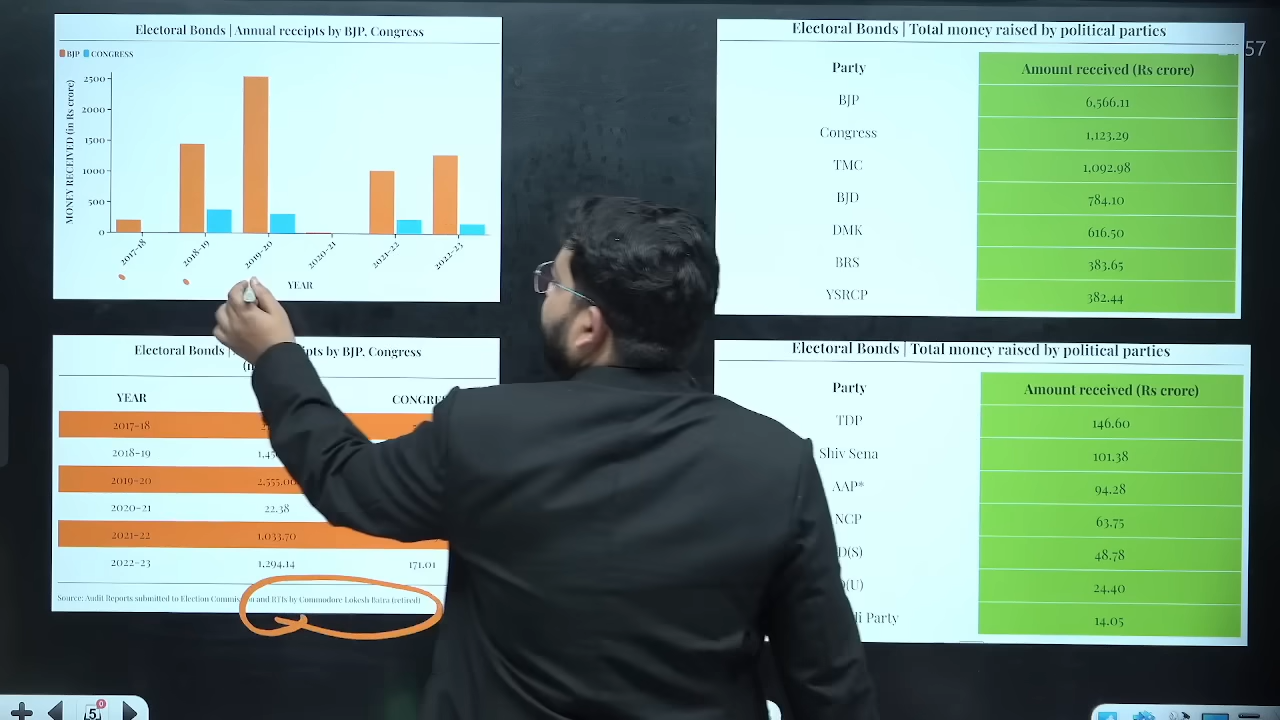 Electoral Bonds | Annual receipts by BJP, Congress
BJP CONGRESS
MONEY RECEIVED (in Rs crore)
2500
2000
1500
1000
500
0
2017-18
2018-19
2019-20
2020-21
2021-22
2022-23
YEAR
Electoral Bonds | Total money raised by political parties
57
Party Amount received (Rs crore)
BJP 6,566.11
Congress 1,123.29
TMC 1,092.98
BJD 784.10
DMK 616.50
BRS 383.65
YSRCP 382.44
Electoral Bonds | receipts by BJP, Congress
YEAR
2017-18
2018-19
2019-20 2,555.00
2020-21 22.38
2021-22 1,033.70
2022-23 1,294.14 171.01
Source: Audit Reports submitted to Election Commission and RTIs by Commodore Lokesh Batra (retired)
Electoral Bonds | Total money raised by political parties
Party Amount received (Rs crore)
TDP 146.60
Shiv Sena 101.38
AAP* 94.28
NCP 63.75
D(S) 48.78
(U) 24.40
Party 14.05
5
0